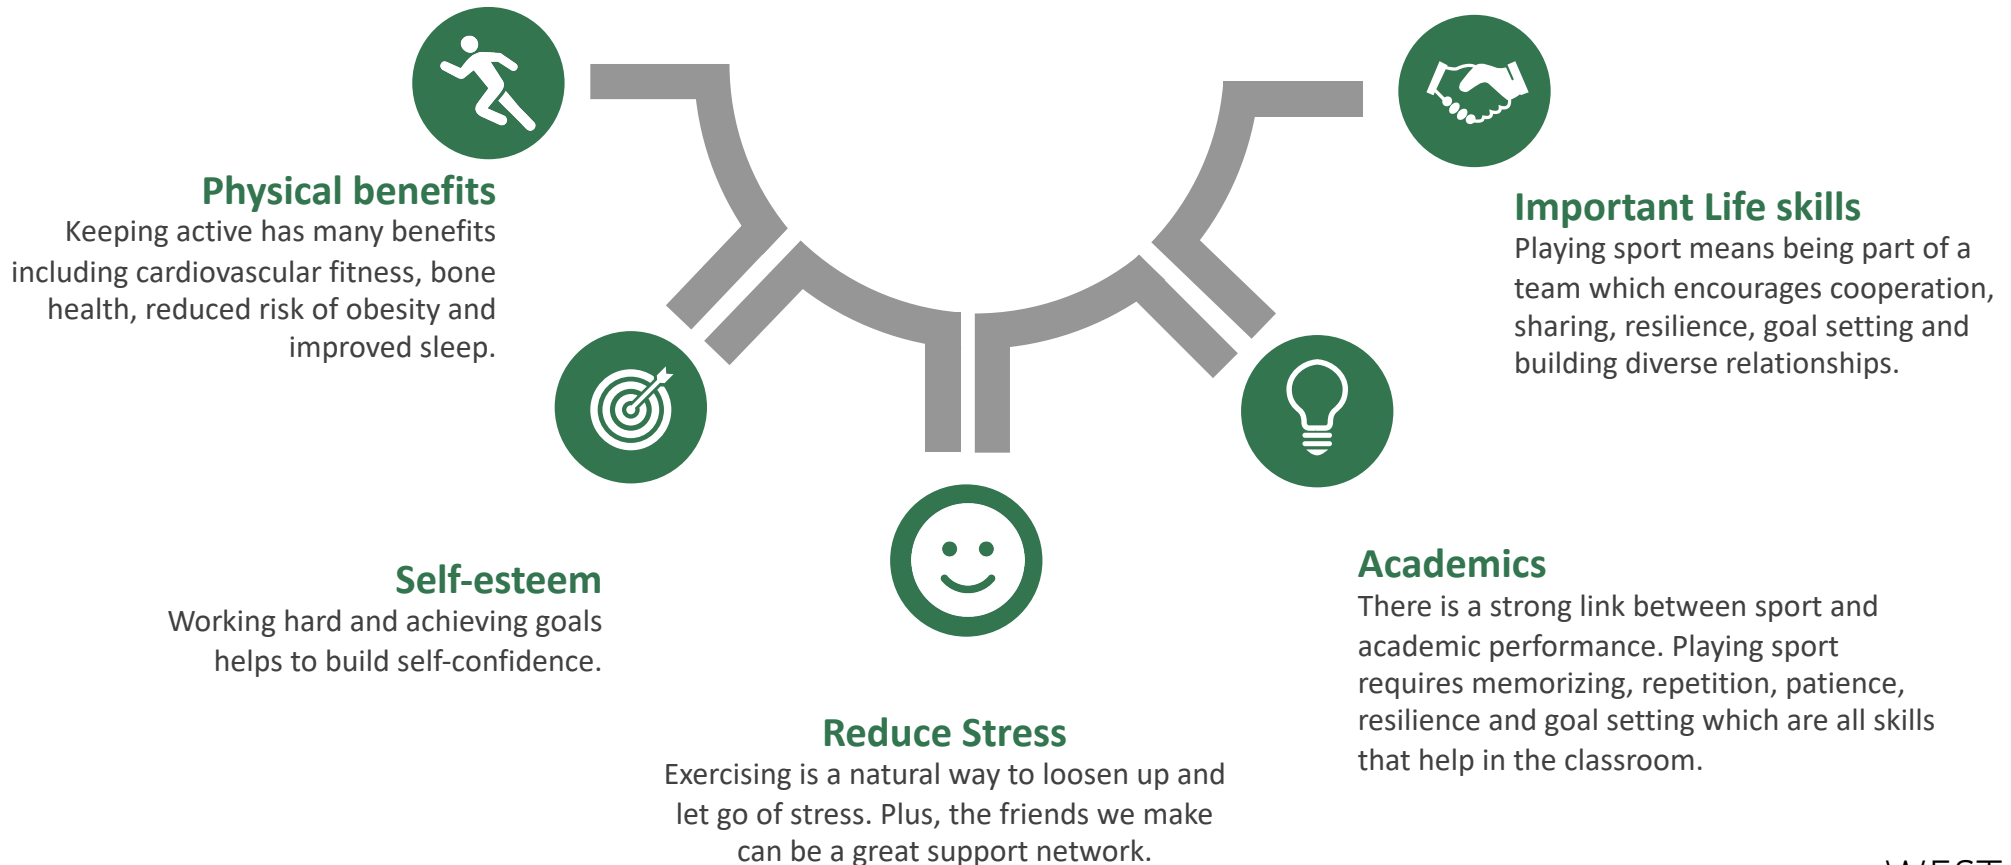 Physical benefits
Keeping active has many benefits
including cardiovascular fitness, bone
health, reduced risk of obesity and
improved sleep.
Self-esteem
Working hard and achieving goals
helps to build self-confidence.
Reduce Stress
Exercising is a natural way to loosen up and
let go of stress. Plus, the friends we make
can be a great support network.
Academics
There is a strong link between sport and
academic performance. Playing sport
requires memorizing, repetition, patience,
resilience and goal setting which are all skills
that help in the classroom.
Important Life skills
Playing sport means being part of a
team which encourages cooperation,
sharing, resilience, goal setting and
building diverse relationships.